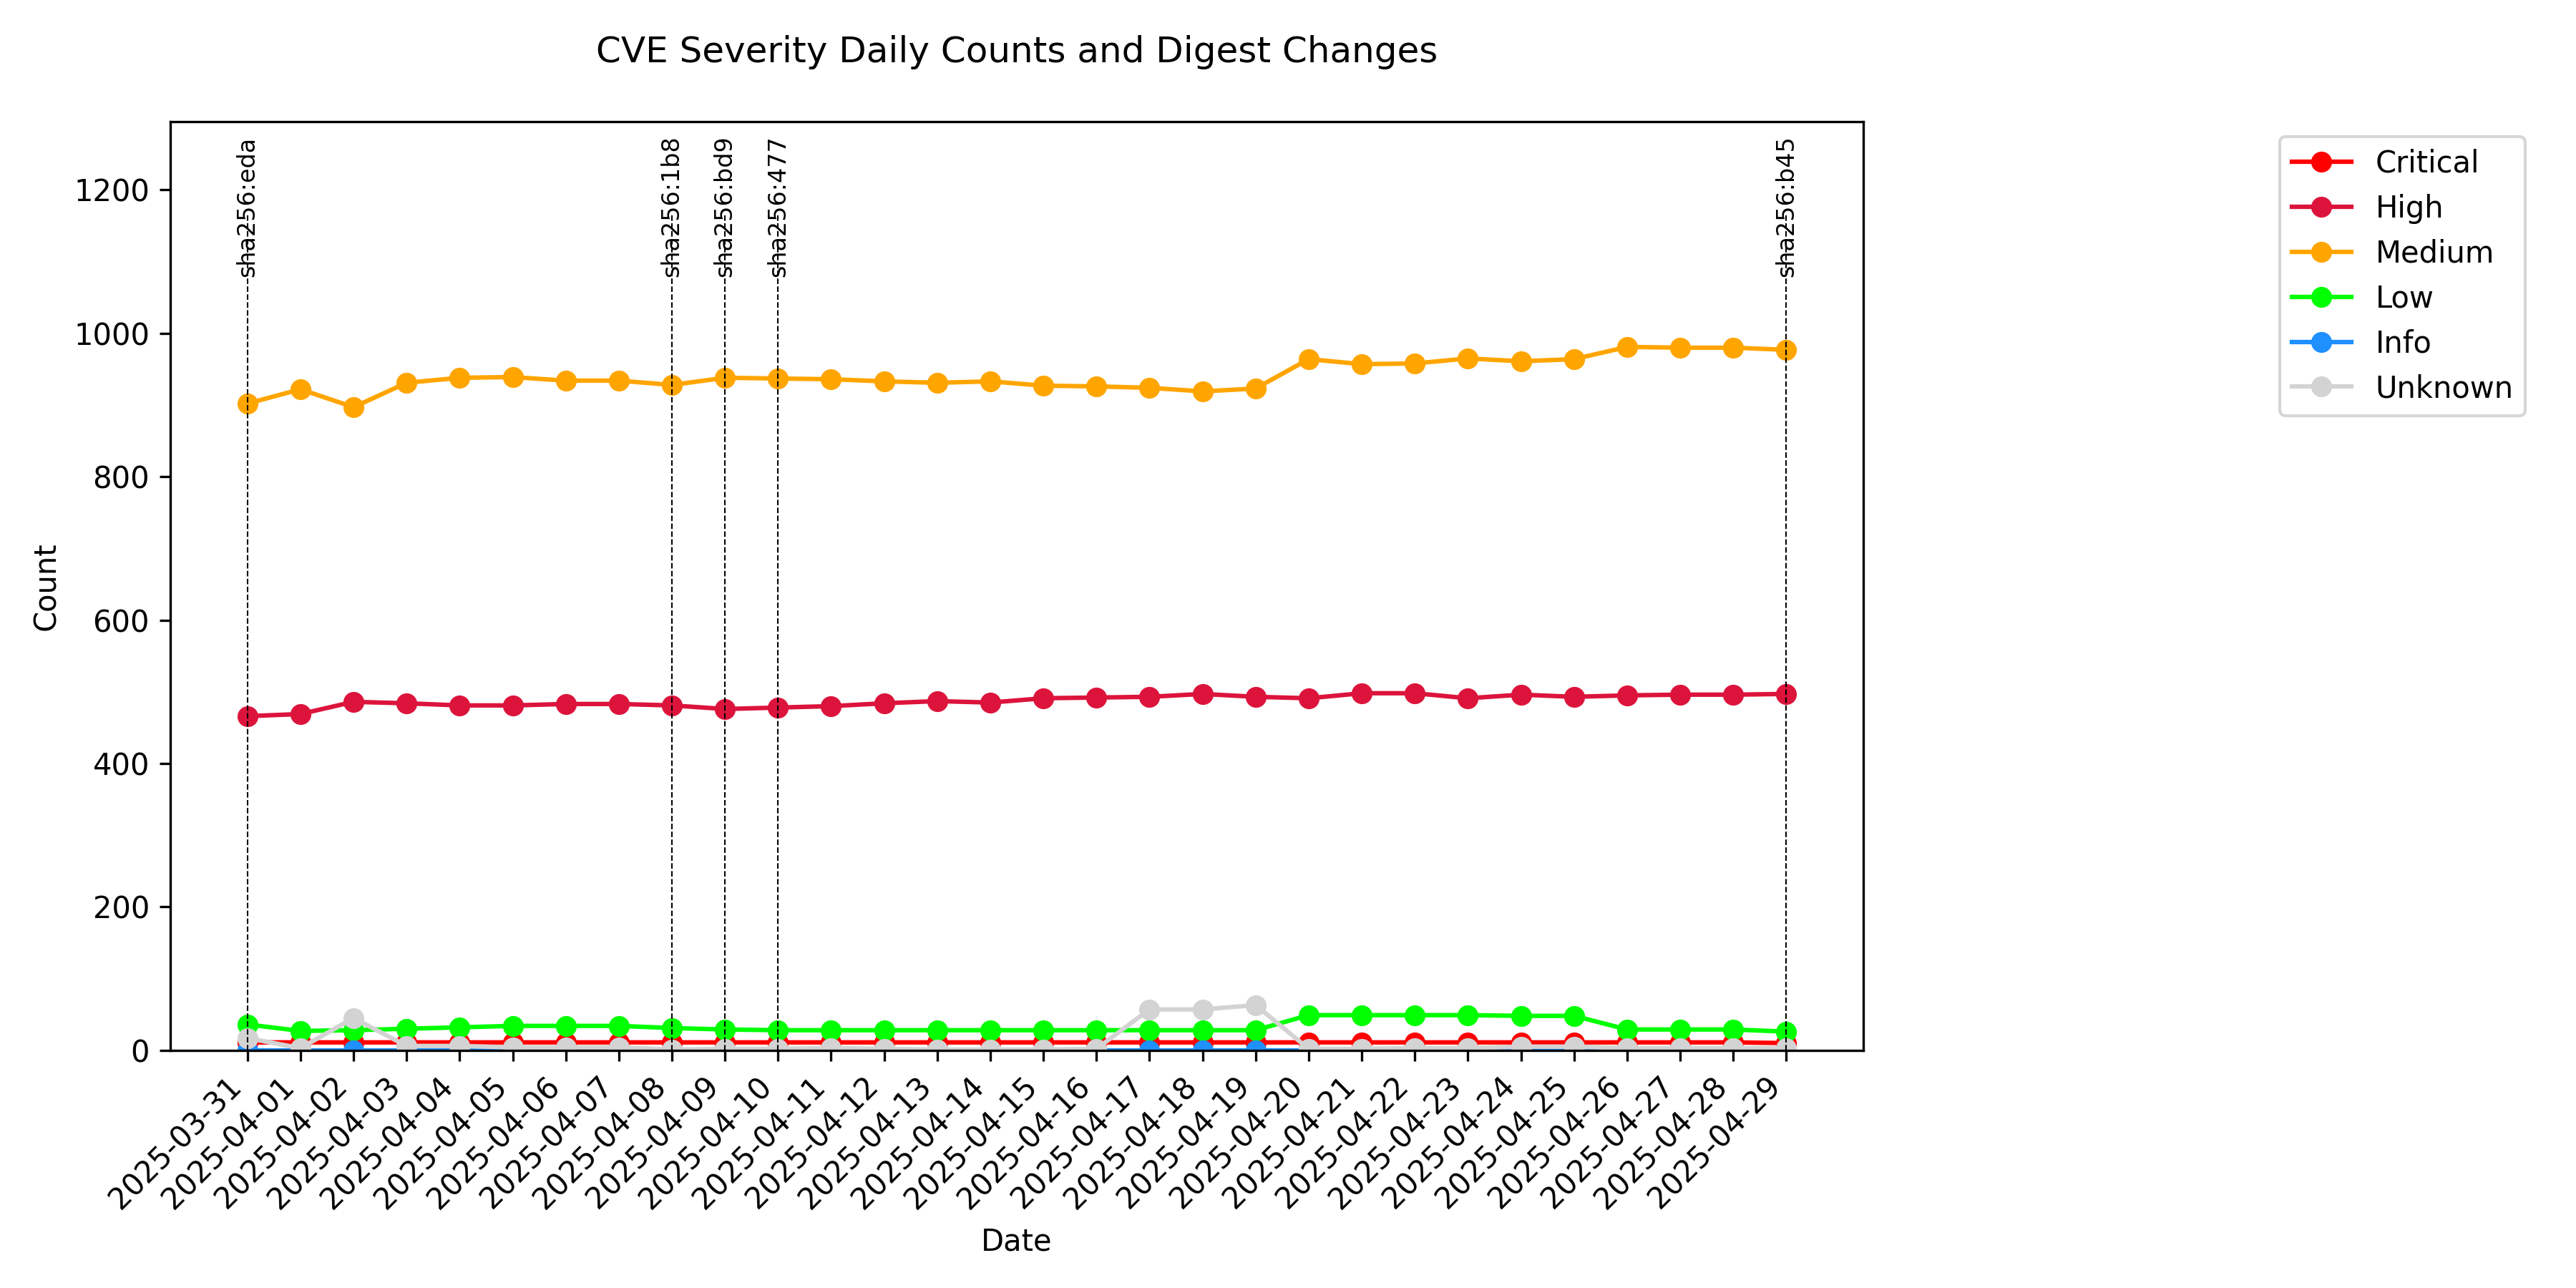 CVE Severity Daily Counts and Digest Changes
sha256:eda
sha256:1b8
sha256:bd9
sha256:477
sha256:b45
Critical
High
Medium
Low
Info
Unknown
1200
1000
800
600
400
200
0
Count
2025-03-31
2025-04-01
2025-04-02
2025-04-03
2025-04-04
2025-04-05
2025-04-06
2025-04-07
2025-04-08
2025-04-09
2025-04-10
2025-04-11
2025-04-12
2025-04-13
2025-04-14
2025-04-15
2025-04-16
2025-04-17
2025-04-18
2025-04-19
2025-04-20
2025-04-21
2025-04-22
2025-04-23
2025-04-24
2025-04-25
2025-04-26
2025-04-27
2025-04-28
2025-04-29
Date